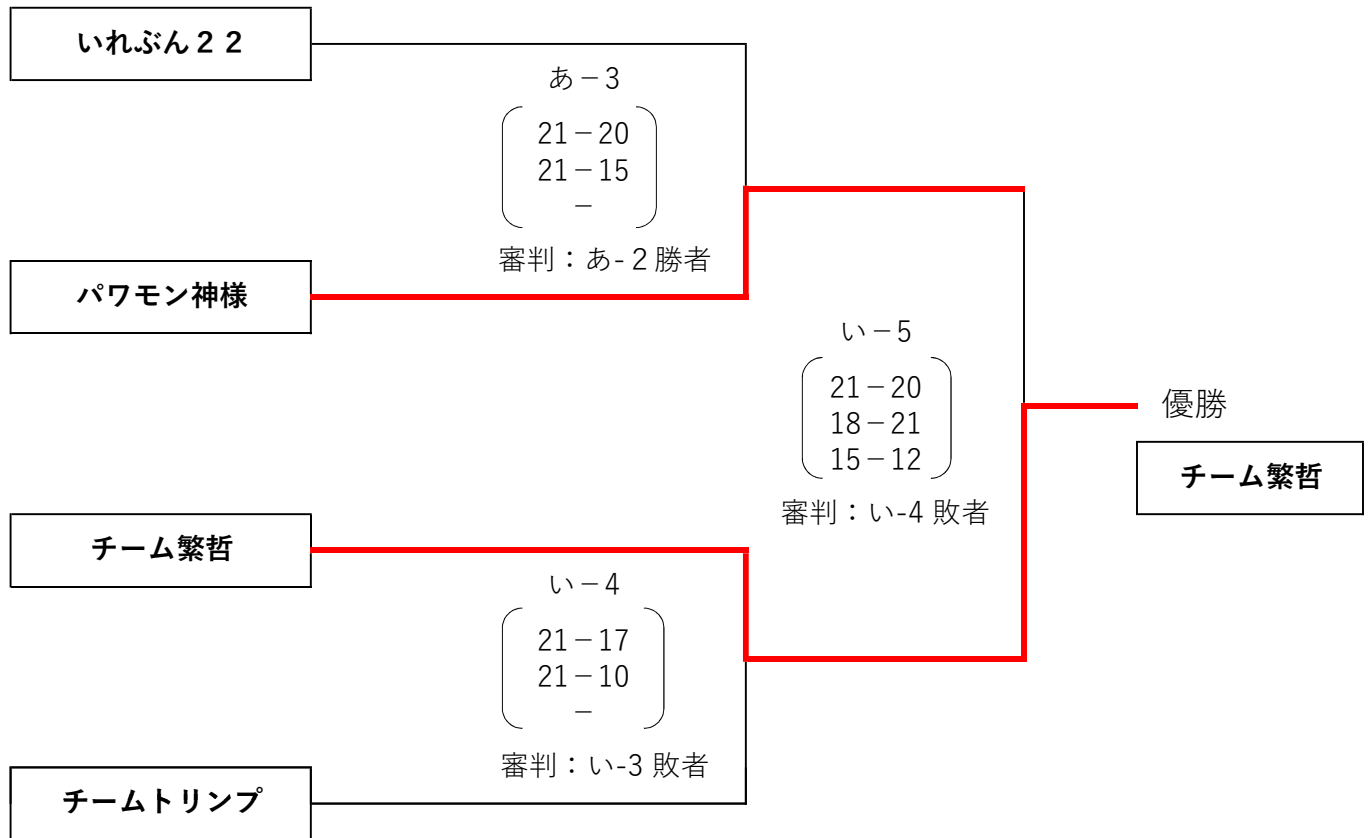 いれぶん２２
あ－3
21－20
21－15
－
審判：あ-２勝者
パワモン神様
い－5
21－20
18－21
15－12
審判：い-4 敗者
優勝
チーム繁哲
チーム繁哲
い－4
21－17
21－10
－
審判：い-3 敗者
チームトリンプ